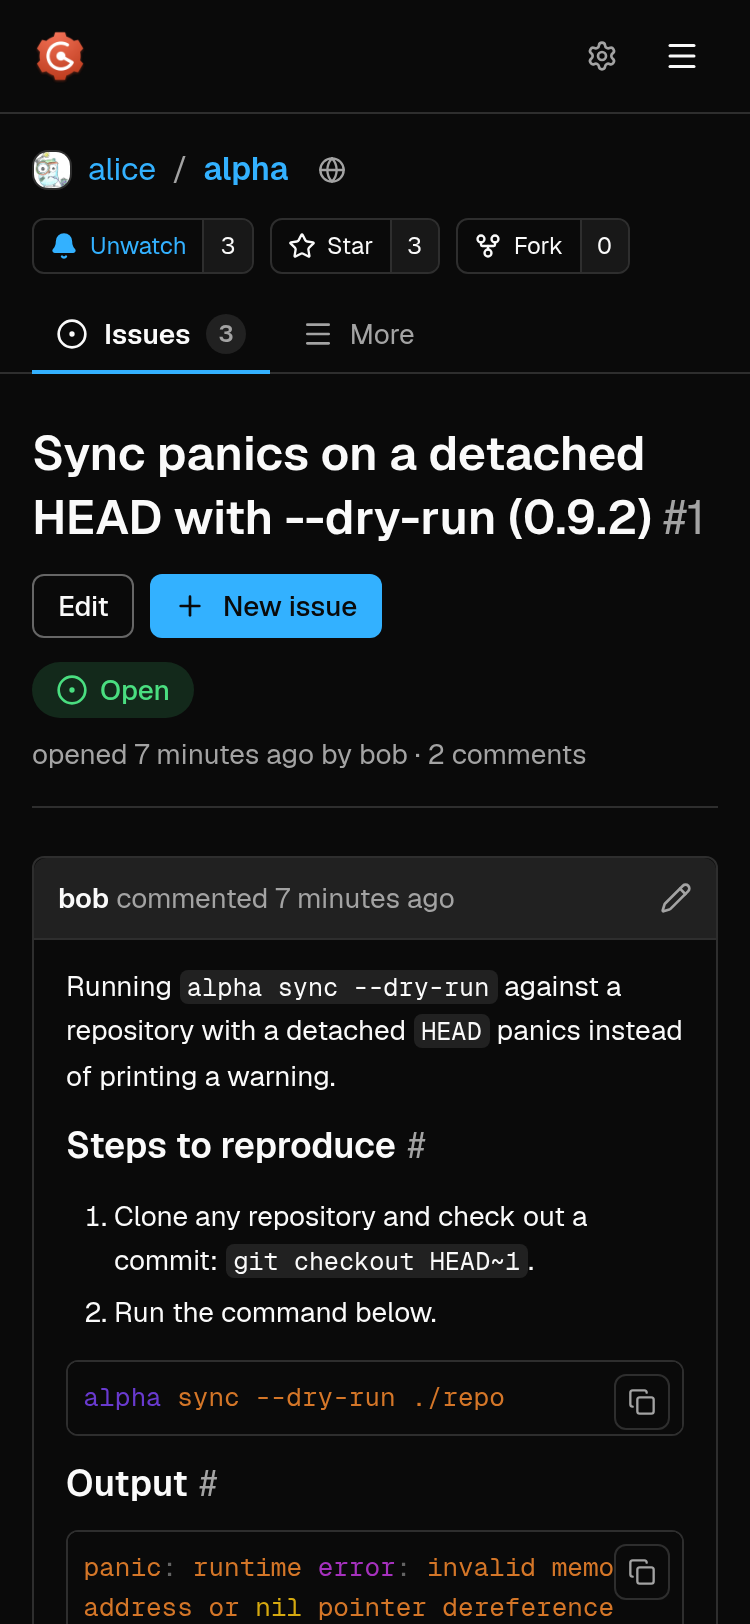 alice / alpha
Unwatch 3 Star 3 Fork 0
Issues 3 More
Sync panics on a detached
HEAD with --dry-run (0.9.2) #1
Edit + New issue
Open
opened 7 minutes ago by bob · 2 comments
bob commented 7 minutes ago
Running alpha sync --dry-run against a
repository with a detached HEAD panics instead
of printing a warning.
Steps to reproduce #
1. Clone any repository and check out a
commit: git checkout HEAD~1.
2. Run the command below.
alpha sync --dry-run ./repo
Output #
panic: runtime error: invalid memo
address or nil pointer dereference